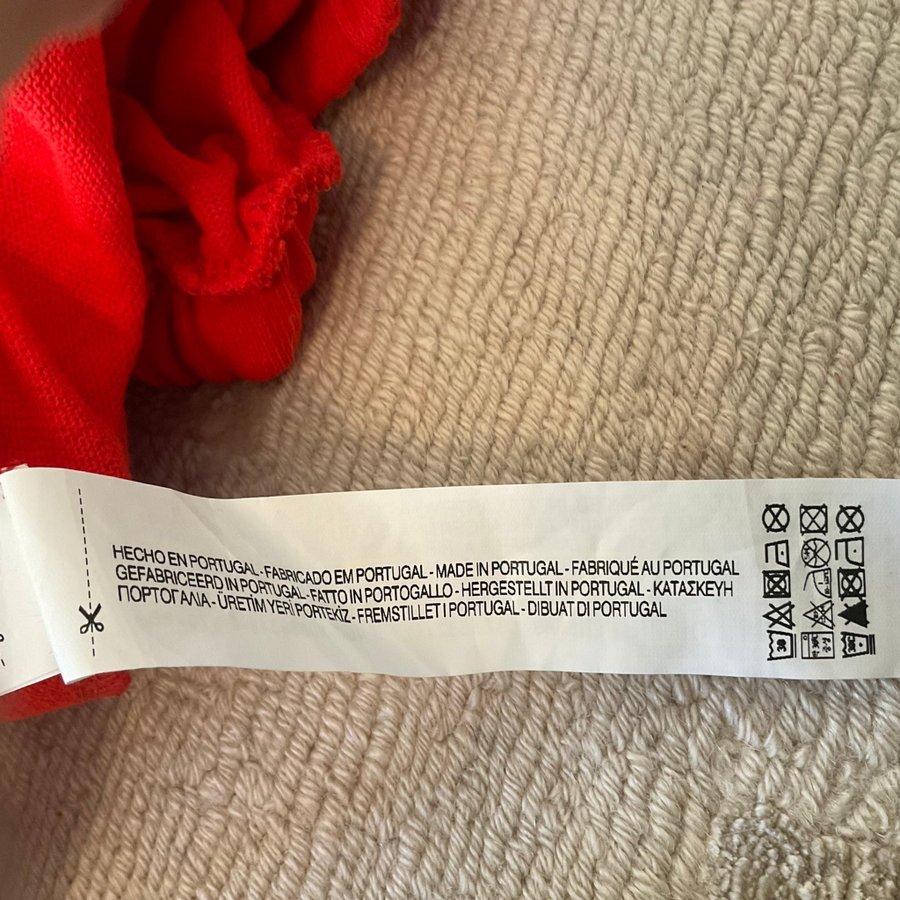 HECHO EN PORTUGAL - FABRICADO EM PORTUGAL - MADE IN PORTUGAL - FABRIQUÉ AU PORTUGAL
GEFABRICEERD IN PORTUGAL - FATTO IN PORTOGALLO - HERGESTELLT IN PORTUGAL - ΚΑΤΑΣΚΕΥΗ
ΠΟΡΤΟΓΑΛΙΑ - ÜRETIM YERİ PORTEKİZ - FREMSTILLET I PORTUGAL - DIBUAT DI PORTUGAL